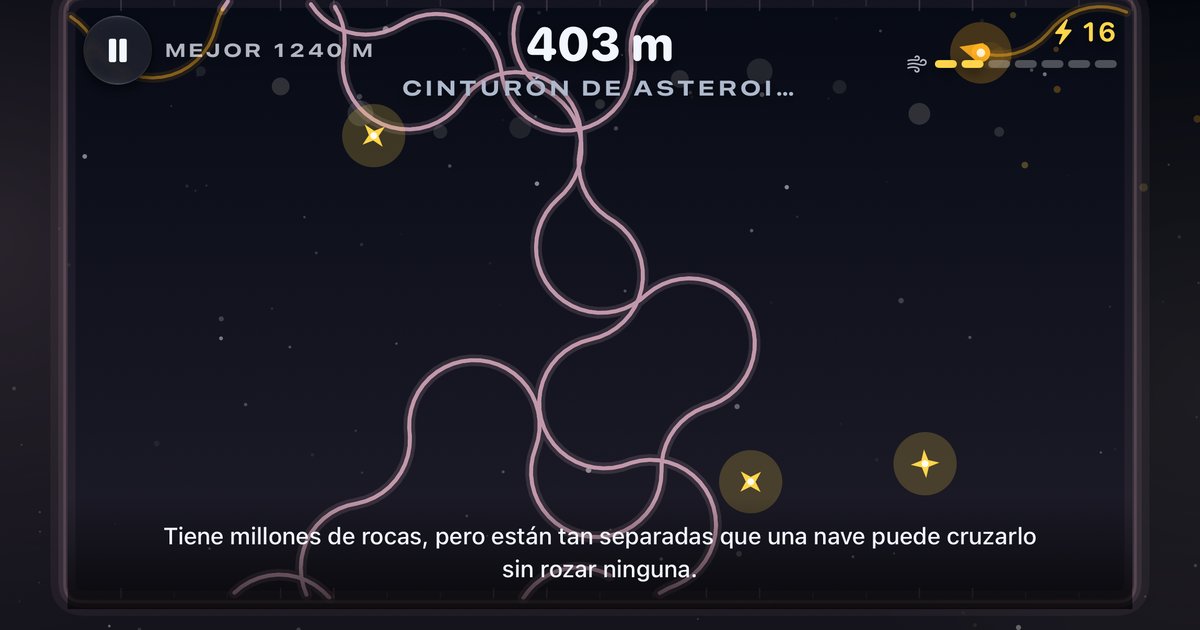 MEJOR 1240 M
403 m
CINTURÓN DE ASTEROI...
16
Tiene millones de rocas, pero están tan separadas que una nave puede cruzarlo
sin rozar ninguna.